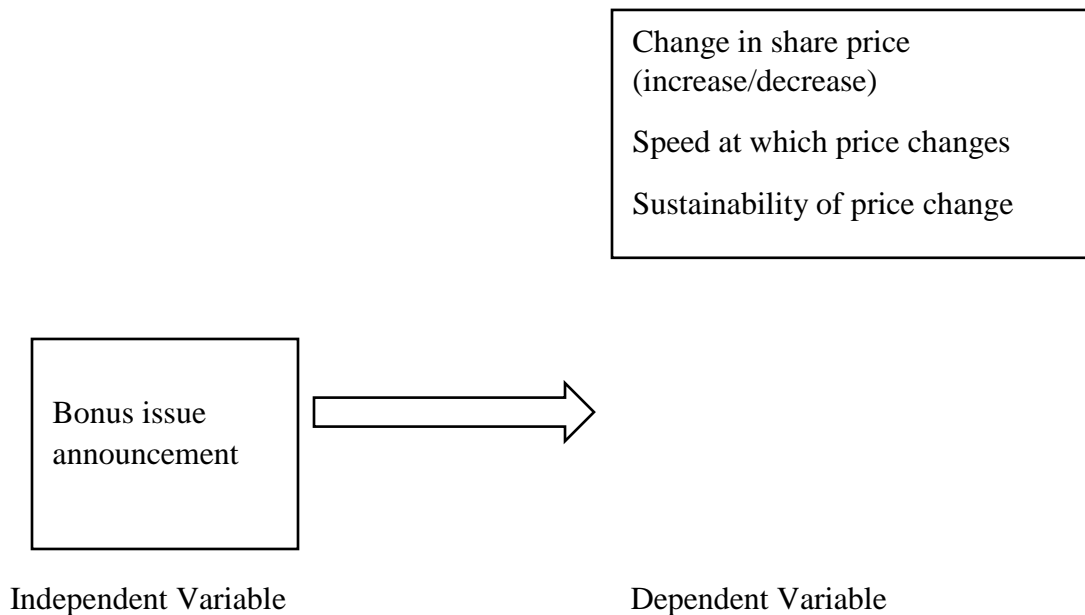 Change in share price
(increase/decrease)
Speed at which price changes
Sustainability of price change
Bonus issue
announcement
Independent Variable
Dependent Variable